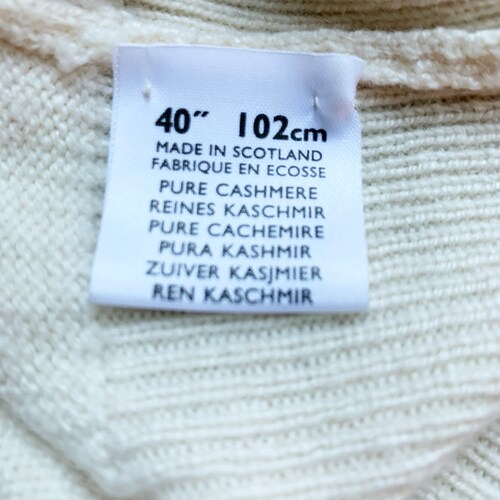 40″ 102cm
MADE IN SCOTLAND
FABRIQUE EN ECOSSE
PURE CASHMERE
REINES KASCHMIR
PURE CACHEMIRE
PURA KASHMIR
ZUIVER KASJMIER
REN KASCHMIR